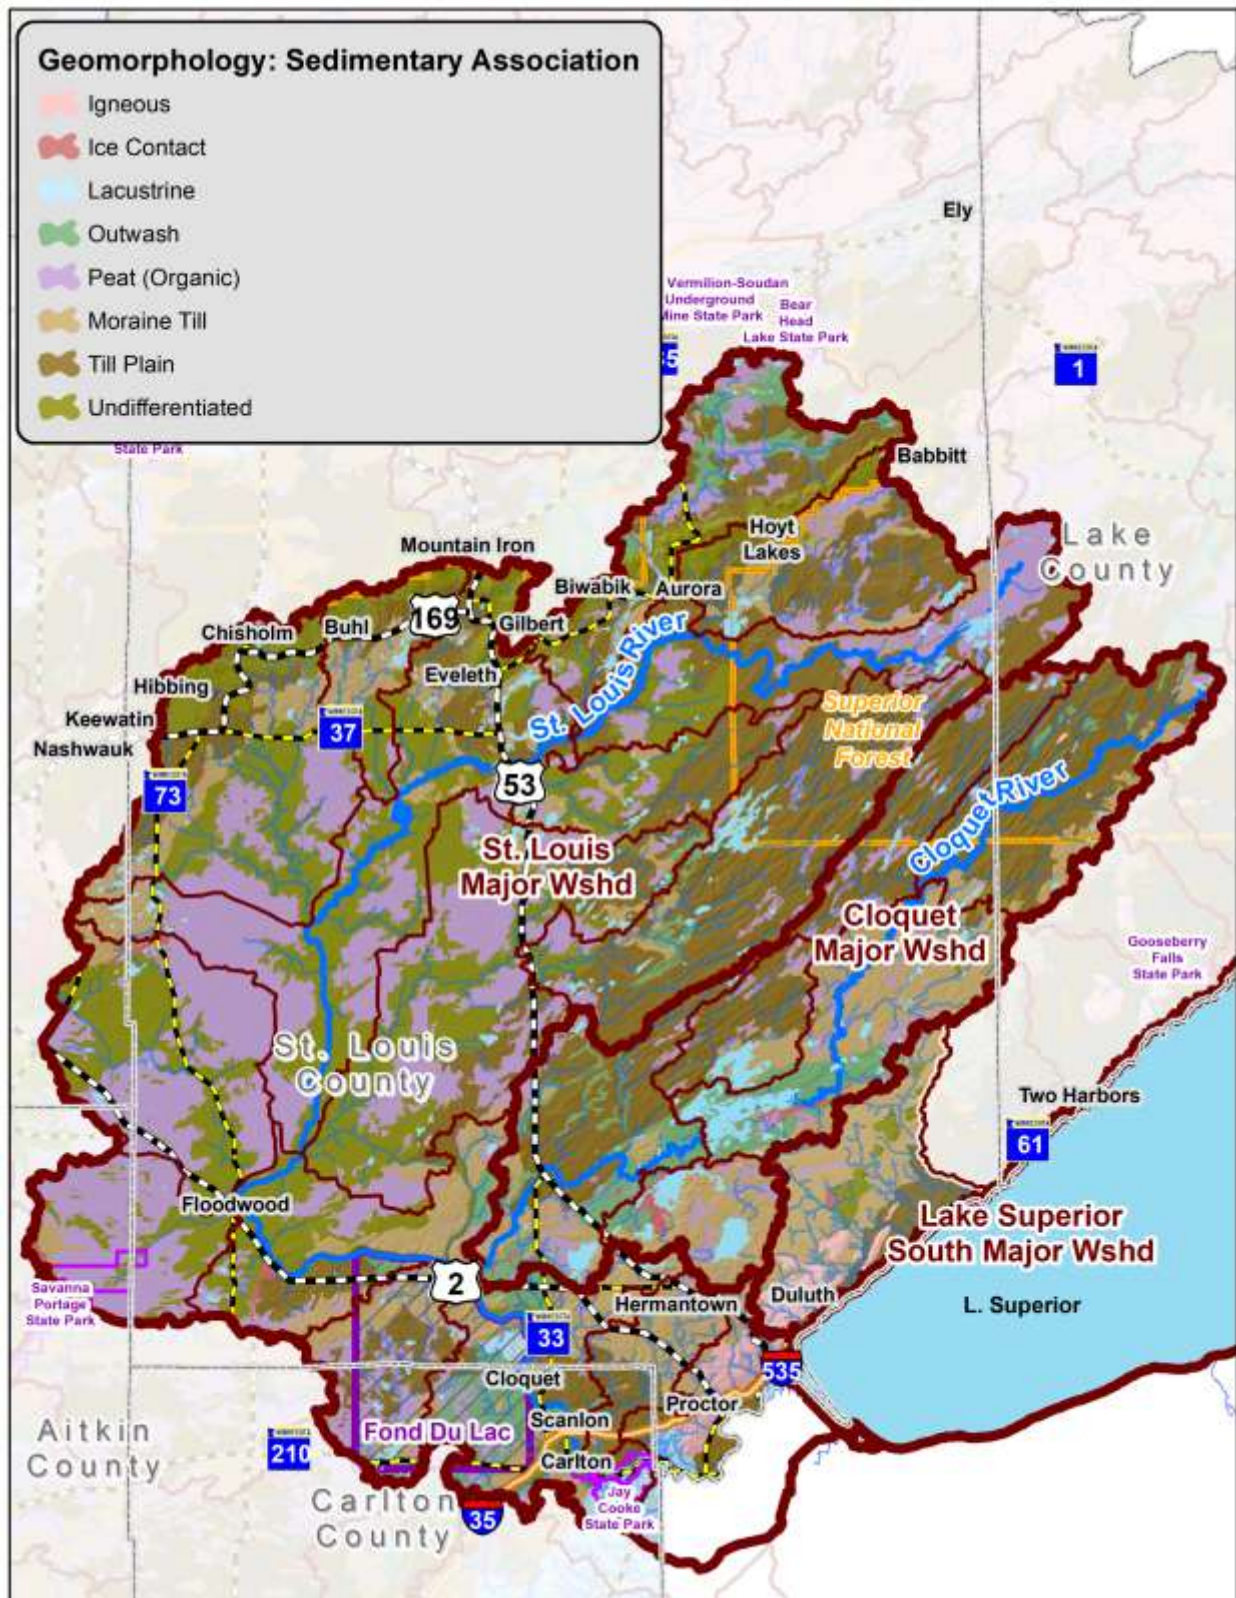 Geomorphology: Sedimentary Association
Igneous
Ice Contact
Lacustrine
Outwash
Peat (Organic)
Moraine Till
Till Plain
Undifferentiated
Ely
Vermilion-Soudan
Underground
Mine State Park
Bear
Head
Lake State Park
1
State Park
Babbitt
Hoyt
Lakes
Lake
County
Mountain Iron
Biwabik
Aurora
169
Gilbert
Buhl
Chisholm
Eveleth
St. Louis River
Hibbing
Keewatin
Nashwauk
37
73
53
Superior
National
Forest
Cloquet River
St. Louis
Major Wshd
Cloquet
Major Wshd
Gooseberry
Falls
State Park
St. Louis
County
Two Harbors
61
Floodwood
Lake Superior
South Major Wshd
L. Superior
Savanna
Portage
State Park
2
Hermantown
Duluth
33
535
Cloquet
Scanlon
Proctor
Fond Du Lac
Carlton
Aitkin
County
210
Carlton
County
35
Jay
Cooke
State Park